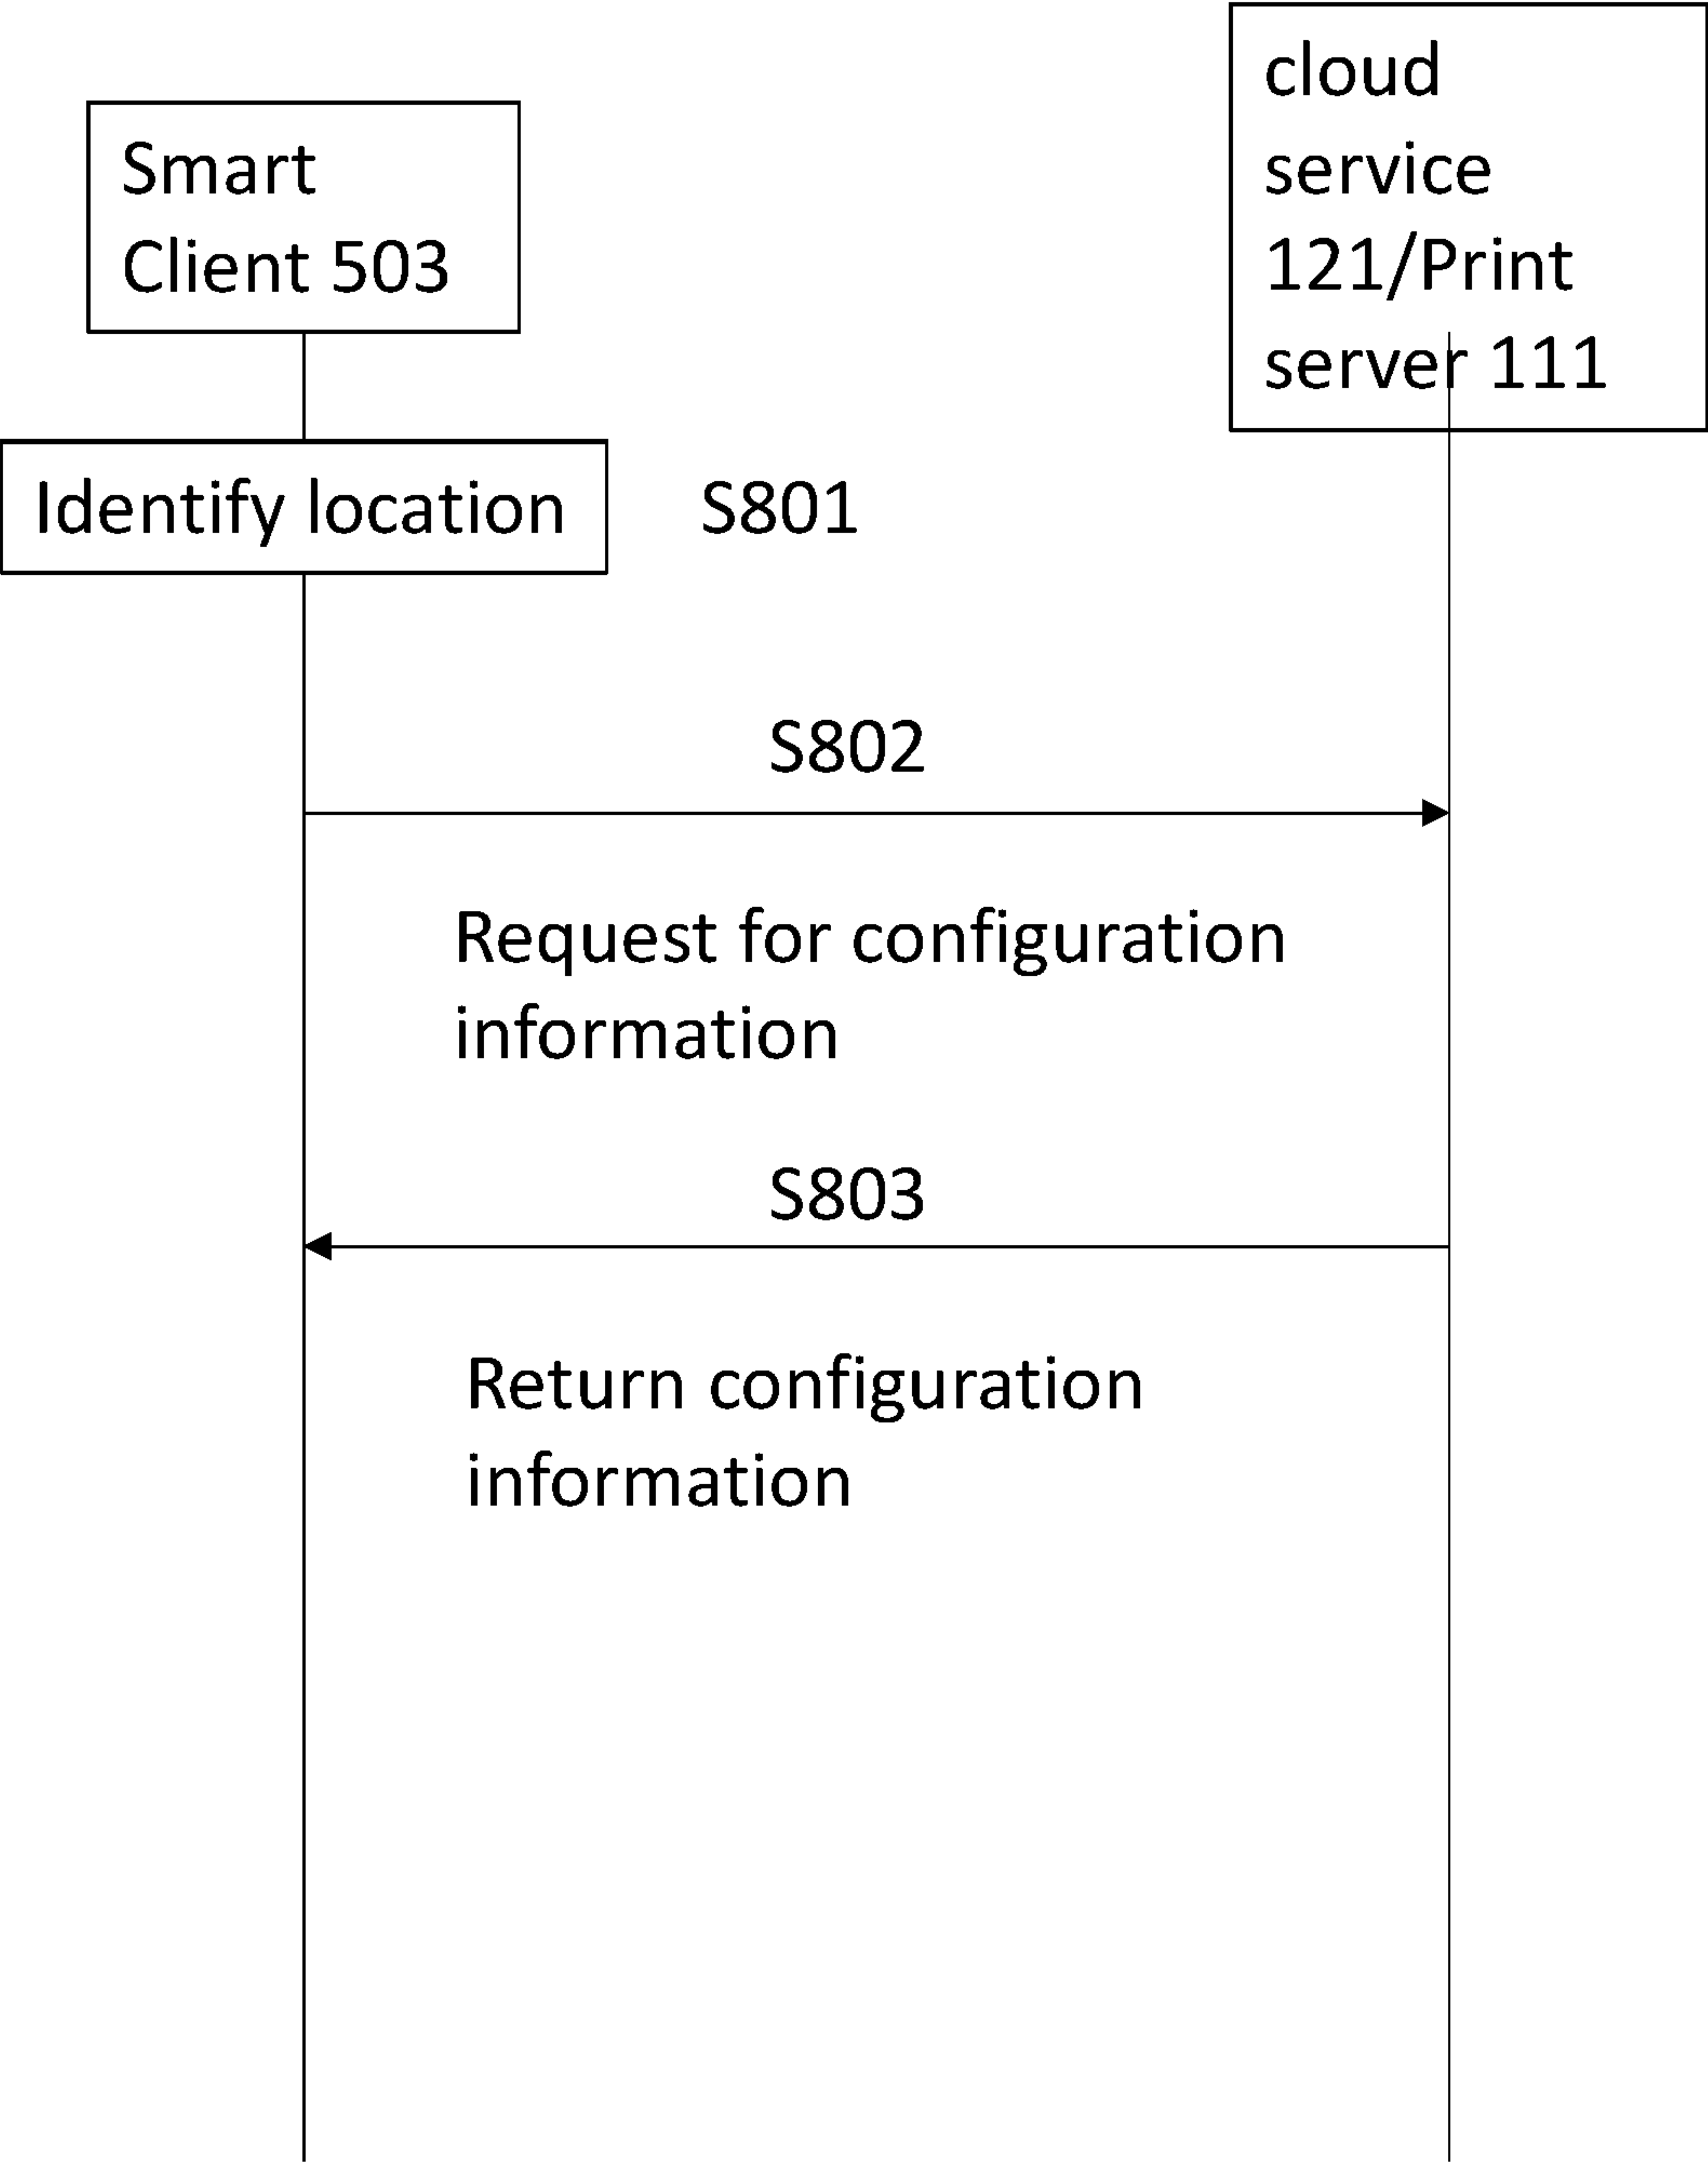 Smart
Client 503
cloud
service
121/Print
server 111
Identify location
S801
S802
Request for configuration
information
S803
Return configuration
information